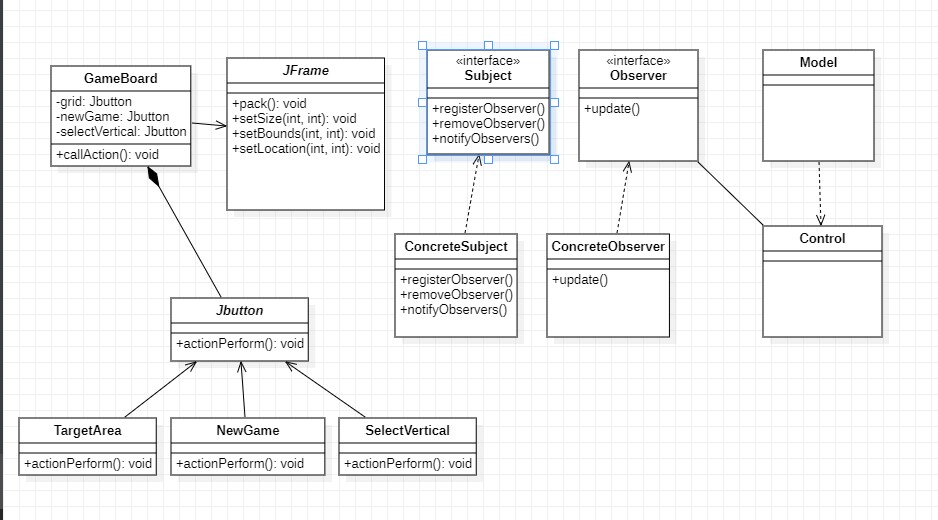 GameBoard
-grid: Jbutton
-newGame: Jbutton
-selectVertical: Jbutton
+callAction(): void
JFrame
+pack(): void
+setSize(int, int): void
+setBounds(int, int): void
+setLocation(int, int): void
«interface»
Subject
+registerObserver()
+removeObserver()
+notifyObservers()
«interface»
Observer
+update()
Model
ConcreteSubject
+registerObserver()
+removeObserver()
+notifyObservers()
ConcreteObserver
+update()
Control
Jbutton
+actionPerform(): void
TargetArea
+actionPerform(): void
NewGame
+actionPerform(): void
SelectVertical
+actionPerform(): void